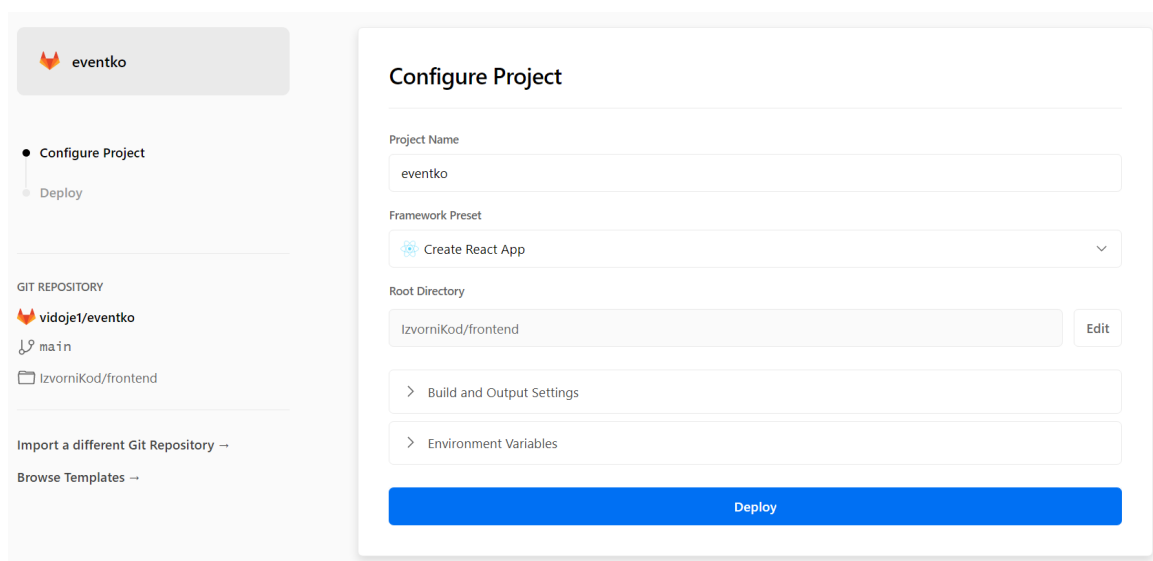 eventko
Configure Project
Deploy
GIT REPOSITORY
vidoje1/eventko
main
IzvorniKod/frontend
Import a different Git Repository →
Browse Templates →
Configure Project
Project Name
eventko
Framework Preset
Create React App
Root Directory
IzvorniKod/frontend
Edit
Build and Output Settings
Environment Variables
Deploy